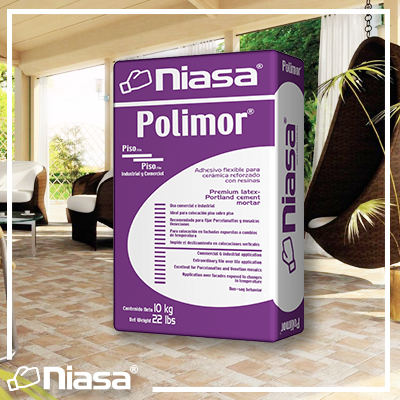 Niasa®
Polimor®
Piso
Piso
Industrial y Comercial
Adhesivo flexible para
cerámica reforzado
con resinas
Premium latex-
Portland cement
mortar
Uso comercial e industrial
Ideal para colocación piso sobre piso
Recomendado para fijar Porcelanattos y mosaicos
Venecianos
Para colocación en fachadas expuestas a cambios
de temperatura
Impide el deslizamiento en colocaciones verticales
Commercial & industrial application
Extraordinary tile over tile application
Excellent for Porcelanattos and Venetian mosaics
Application over facades exposed to changes
in temperature
Non-sag behavior
Contenido Neto 10 kg
Net Weight 22 lbs
Niasa®
Niasa®